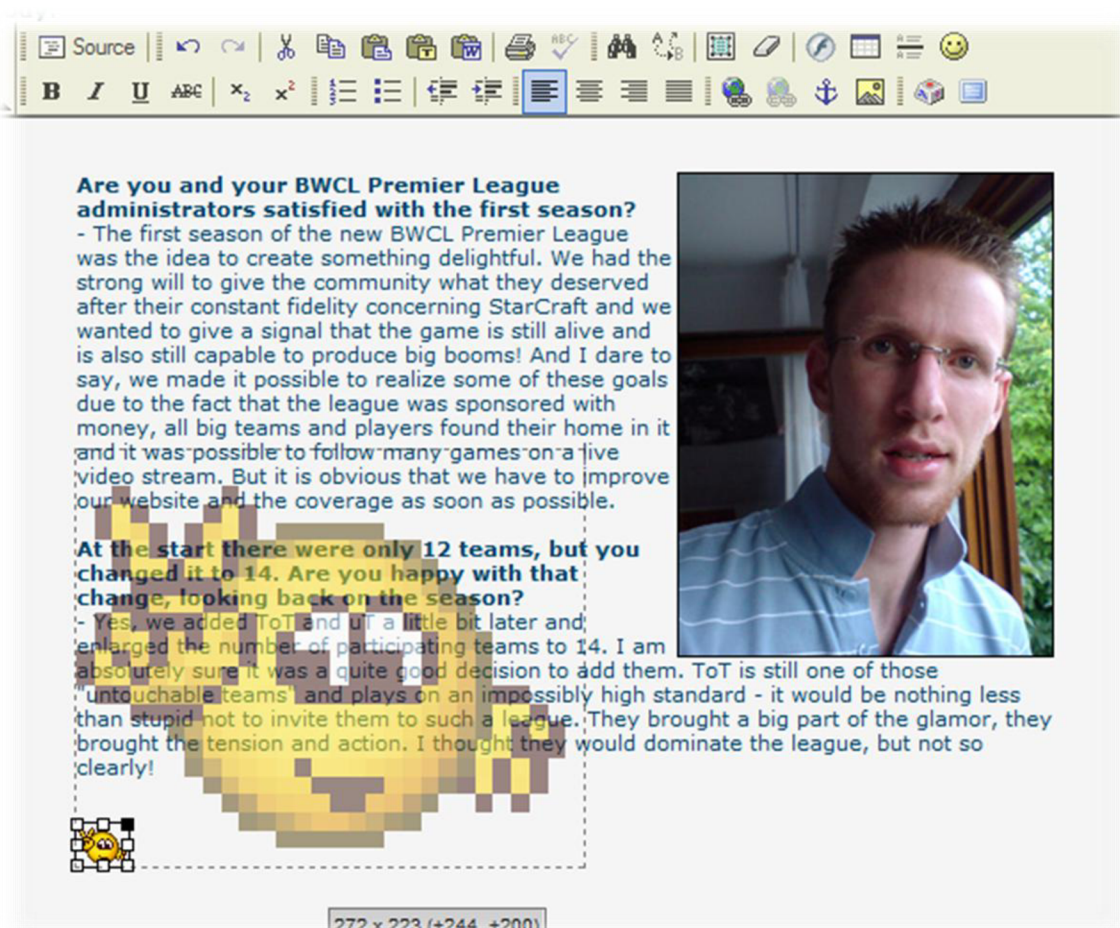 Source
ABC
B I U ABC x2 x2
Are you and your BWCL Premier League
administrators satisfied with the first season?
- The first season of the new BWCL Premier League
was the idea to create something delightful. We had the
strong will to give the community what they deserved
after their constant fidelity concerning StarCraft and we
wanted to give a signal that the game is still alive and
is also still capable to produce big booms! And I dare to
say, we made it possible to realize some of these goals
due to the fact that the league was sponsored with
money, all big teams and players found their home in it
and it was possible to follow many games on a live
video stream. But it is obvious that we have to improve
our website and the coverage as soon as possible.
At the start there were only 12 teams, but you
changed it to 14. Are you happy with that
change, looking back on the season?
- Yes, we added ToT and uT a little bit later and
enlarged the number of participating teams to 14. I am
absolutely sure it was a quite good decision to add them. ToT is still one of those
"untouchable teams" and plays on an impossibly high standard - it would be nothing less
than stupid not to invite them to such a league. They brought a big part of the glamor, they
brought the tension and action. I thought they would dominate the league, but not so
clearly!
272 x 223 (+244, +200)